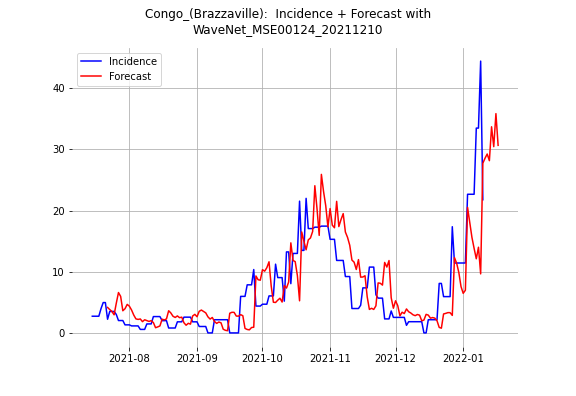 Congo_(Brazzaville):  Incidence + Forecast with
WaveNet_MSE00124_20211210
Incidence
Forecast
40
30
20
10
0
2021-08 2021-09 2021-10 2021-11 2021-12 2022-01